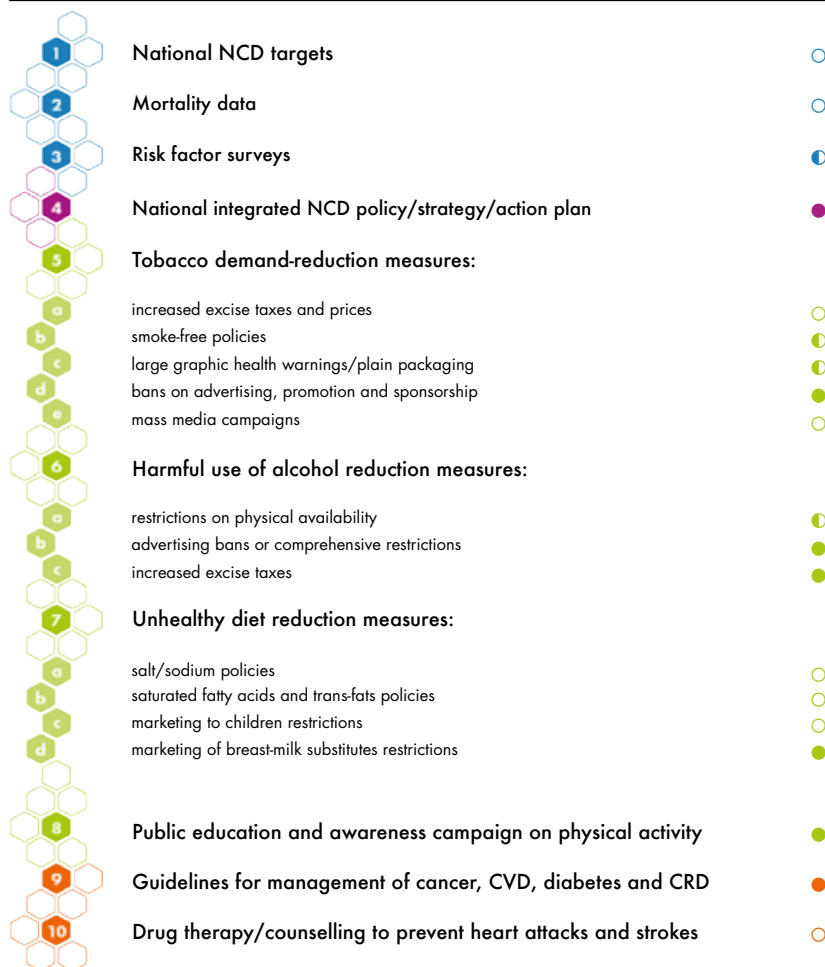 1 National NCD targets ○
2 Mortality data ○
3 Risk factor surveys ◐
4 National integrated NCD policy/strategy/action plan ●
5 Tobacco demand-reduction measures:
a increased excise taxes and prices ○
b smoke-free policies ◐
c large graphic health warnings/plain packaging ◐
d bans on advertising, promotion and sponsorship ●
e mass media campaigns ○
6 Harmful use of alcohol reduction measures:
a restrictions on physical availability ◐
b advertising bans or comprehensive restrictions ●
c increased excise taxes ●
7 Unhealthy diet reduction measures:
a salt/sodium policies ○
b saturated fatty acids and trans-fats policies ○
c marketing to children restrictions ○
d marketing of breast-milk substitutes restrictions ●
8 Public education and awareness campaign on physical activity ●
9 Guidelines for management of cancer, CVD, diabetes and CRD ●
10 Drug therapy/counselling to prevent heart attacks and strokes ○